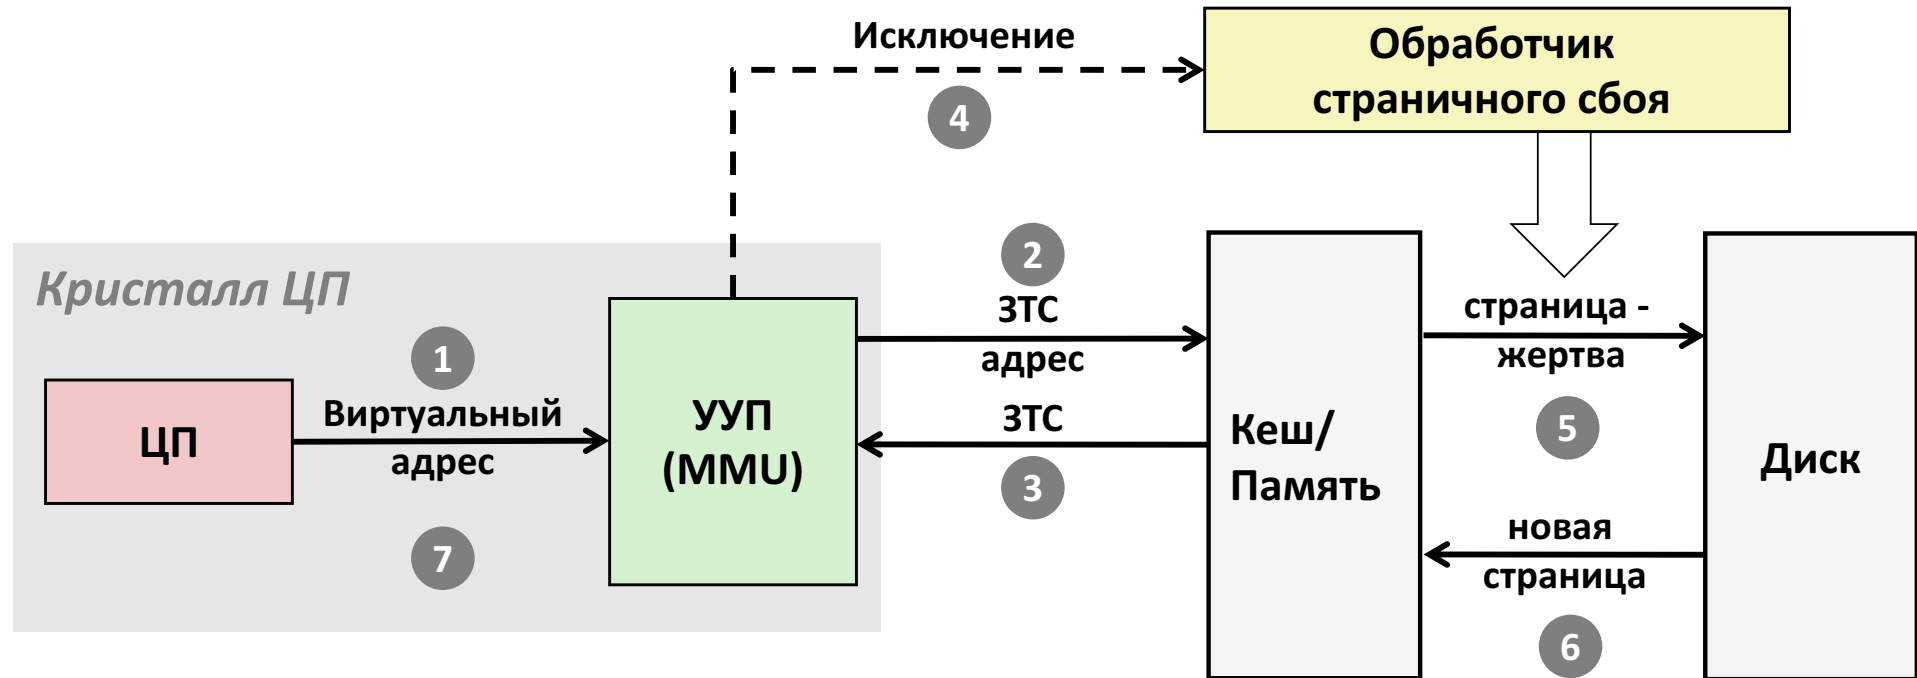 Исключение
Обработчик
страничного сбоя
4
2
Кристалл ЦП
ЗТС
адрес
страница -
жертва
1
Виртуальный
адрес
ЦП
УУП
(MMU)
ЗТС
3
Кеш/
Память
5
Диск
7
новая
страница
6